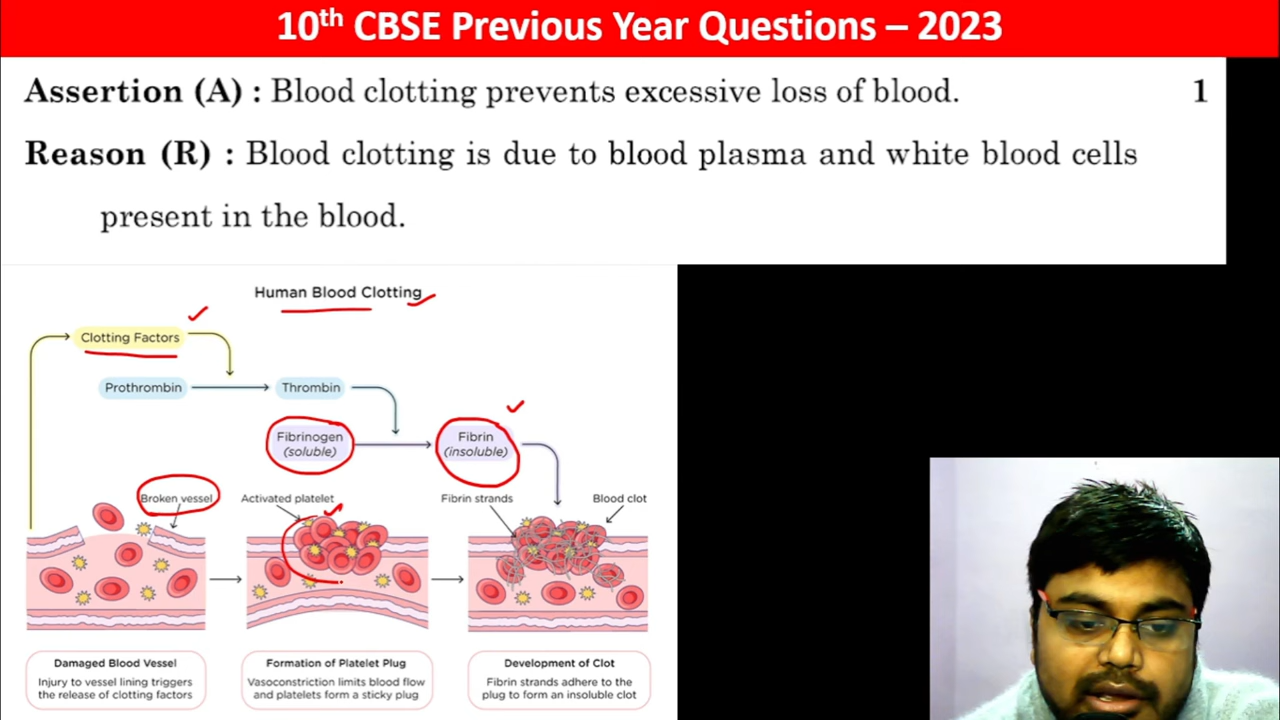 10th CBSE Previous Year Questions – 2023
Assertion (A) : Blood clotting prevents excessive loss of blood. 1
Reason (R) : Blood clotting is due to blood plasma and white blood cells
present in the blood.
Human Blood Clotting
Clotting Factors
Prothrombin
Thrombin
Fibrinogen
(soluble)
Fibrin
(insoluble)
Broken vessel
Activated platelet
Fibrin strands
Blood clot
Damaged Blood Vessel
Injury to vessel lining triggers
the release of clotting factors
Formation of Platelet Plug
Vasoconstriction limits blood flow
and platelets form a sticky plug
Development of Clot
Fibrin strands adhere to the
plug to form an insoluble clot